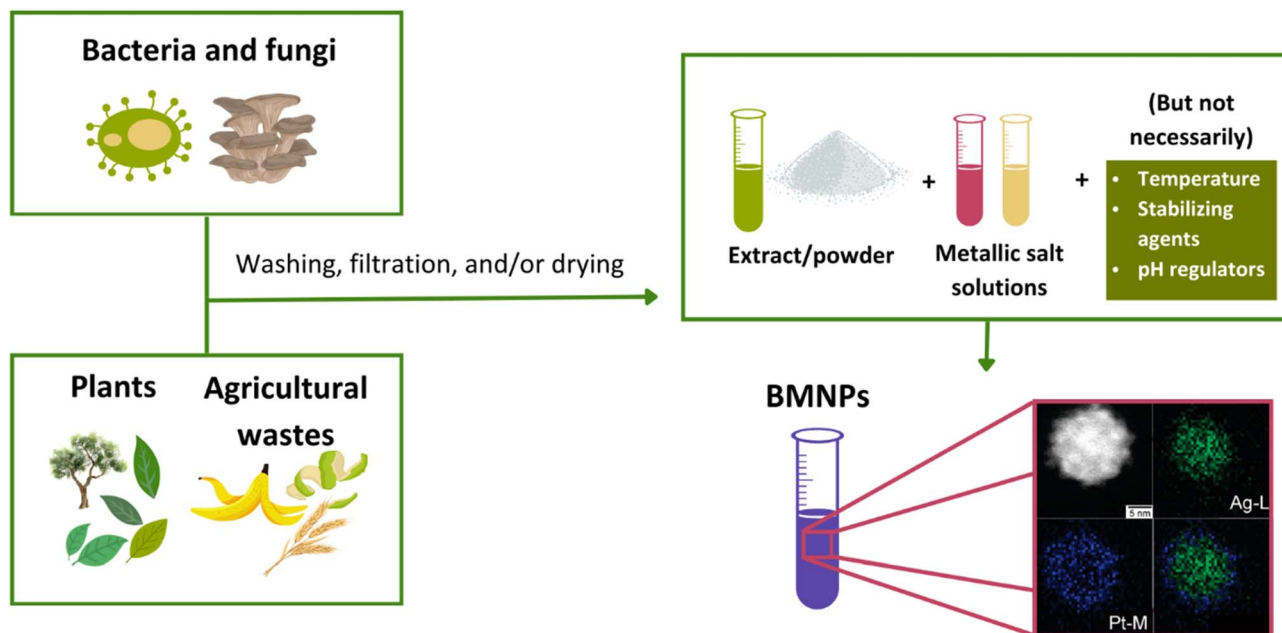 Bacteria and fungi
Washing, filtration, and/or drying
Plants
Agricultural
wastes
Extract/powder
+
Metallic salt
solutions
+
(But not
necessarily)
• Temperature
• Stabilizing
agents
• pH regulators
BMNPs
5 nm
Ag-L
Pt-M